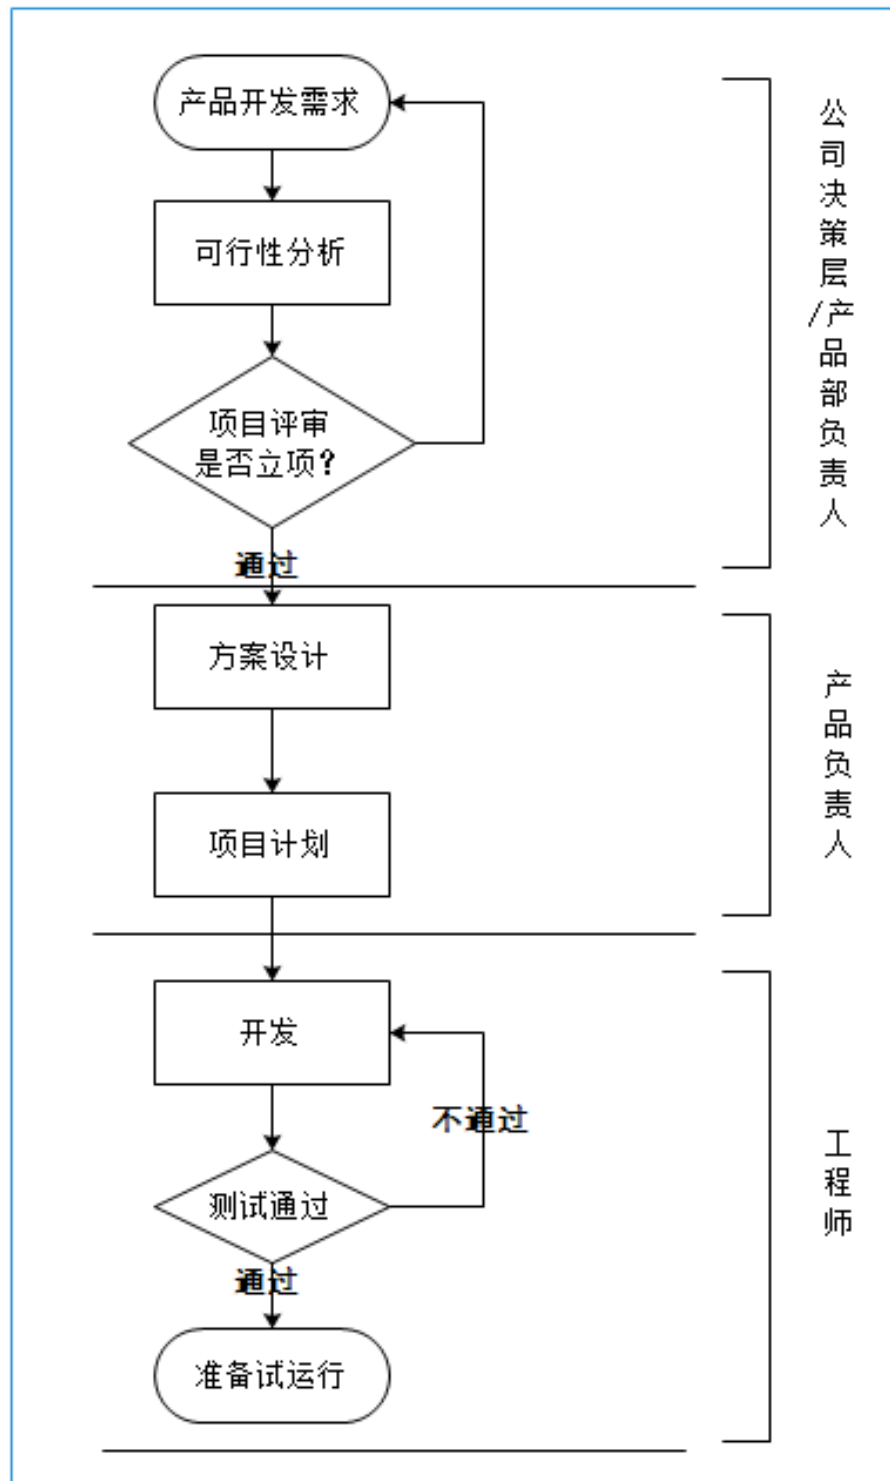 产品开发需求
可行性分析
项目评审
是否立项？
通过
公司决策层/产品部负责人
方案设计
项目计划
产品负责人
开发
不通过
测试通过
通过
准备试运行
工程师